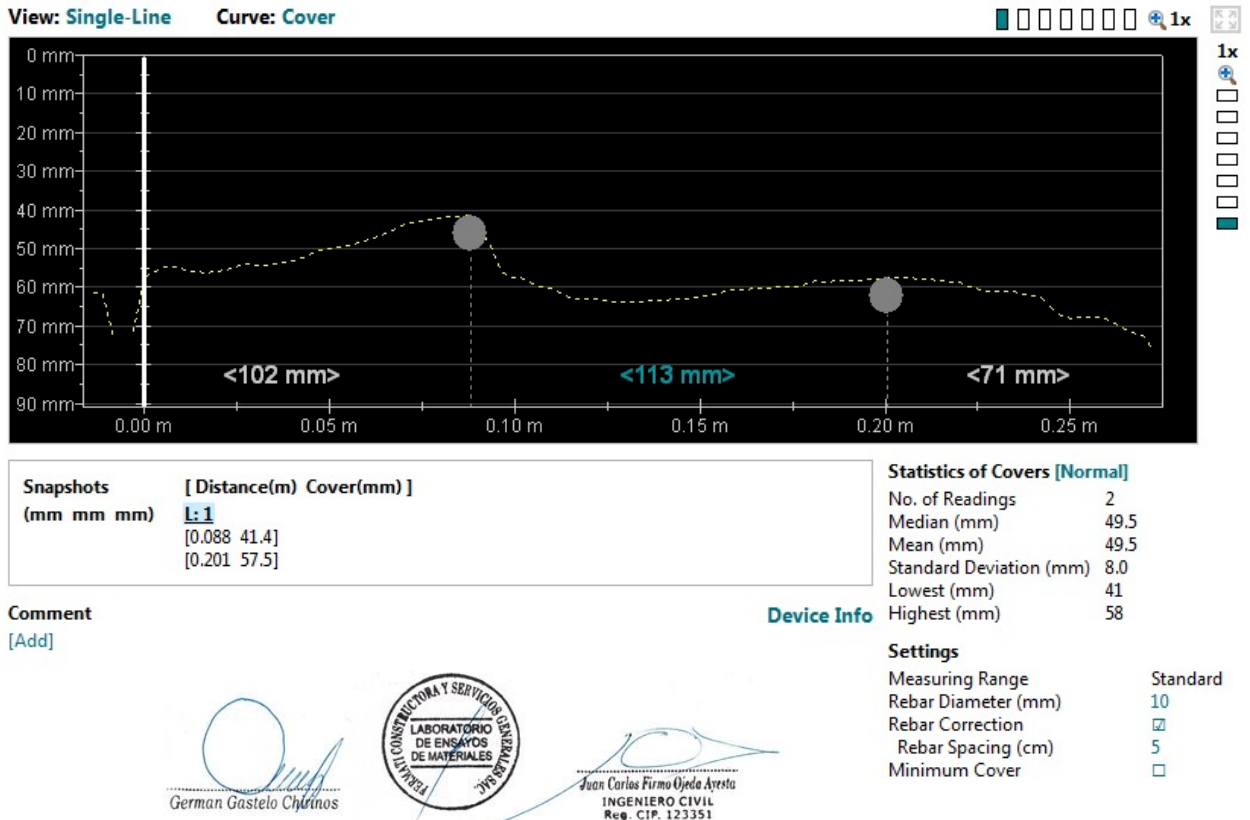 View: Single-Line Curve: Cover
1x
1x
0 mm
10 mm
20 mm
30 mm
40 mm
50 mm
60 mm
70 mm
80 mm
90 mm
<102 mm> <113 mm> <71 mm>
0.00 m 0.05 m 0.10 m 0.15 m 0.20 m 0.25 m
Snapshots [ Distance(m) Cover(mm) ]
(mm mm mm) L: 1
[0.088 41.4]
[0.201 57.5]
Statistics of Covers [Normal]
No. of Readings 2
Median (mm) 49.5
Mean (mm) 49.5
Standard Deviation (mm) 8.0
Lowest (mm) 41
Highest (mm) 58
Comment Device Info
[Add]
Settings
Measuring Range Standard
Rebar Diameter (mm) 10
Rebar Correction ☑
Rebar Spacing (cm) 5
Minimum Cover ☐
German Gastelo Chirinos
FERMATI CONSTRUCTORA Y SERVICIOS GENERALES SAC.
LABORATORIO
DE ENSAYOS
DE MATERIALES
Juan Carlos Firmo Ojeda Ayesta
INGENIERO CIVIL
Reg. CIP. 123351